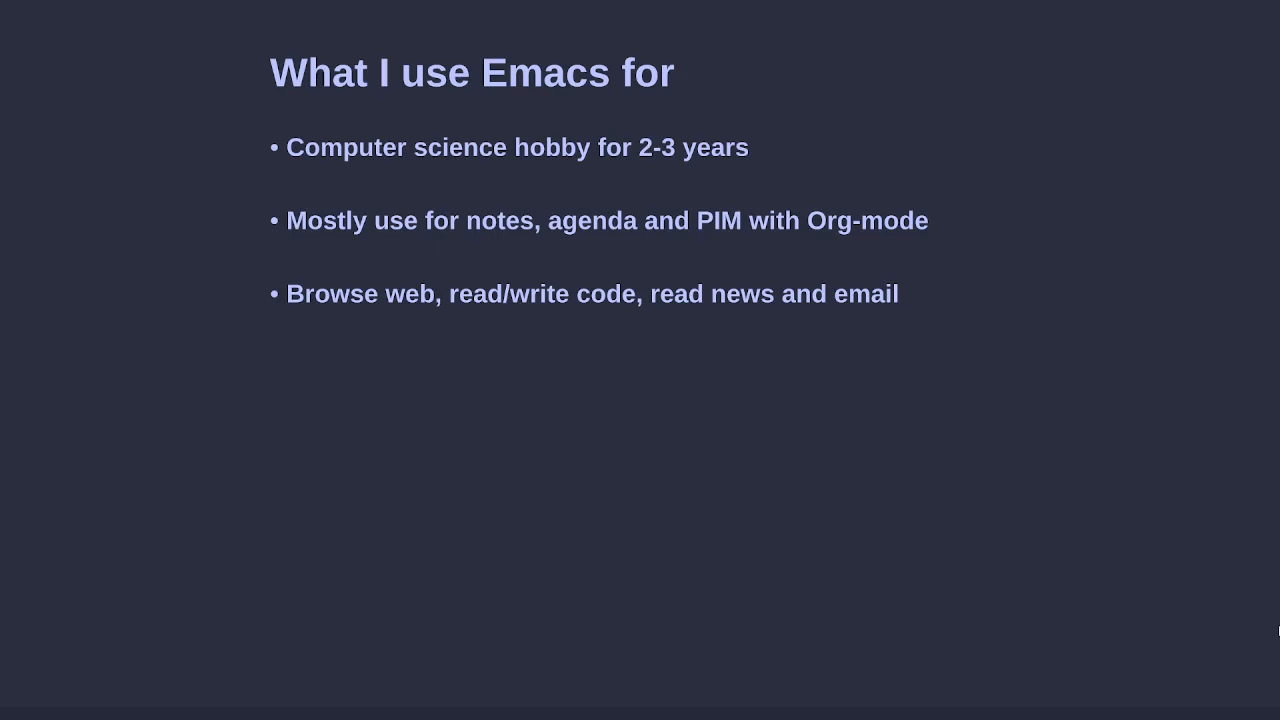 What I use Emacs for
• Computer science hobby for 2-3 years
• Mostly use for notes, agenda and PIM with Org-mode
• Browse web, read/write code, read news and email